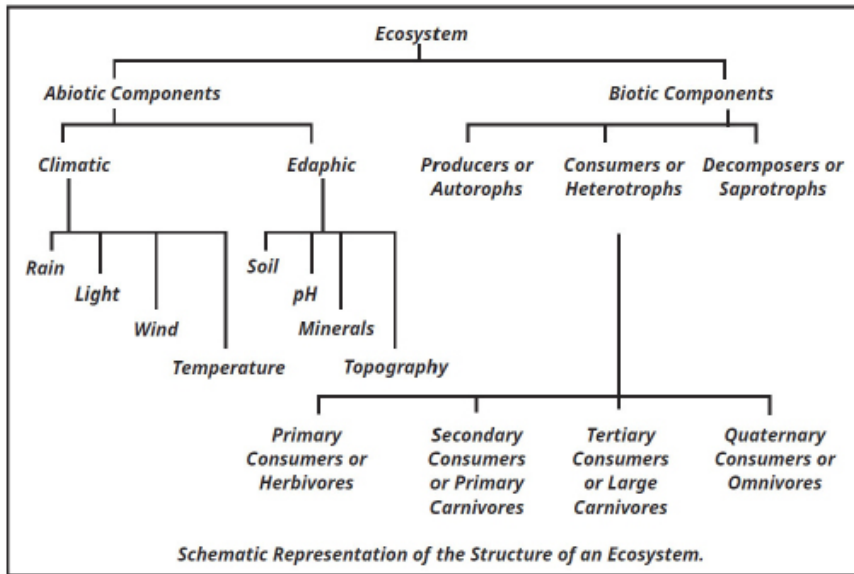 Ecosystem
Abiotic Components
Biotic Components
Climatic
Edaphic
Producers or
Autorophs
Consumers or
Heterotrophs
Decomposers or
Saprotrophs
Rain
Light
Wind
Temperature
Soil
pH
Minerals
Topography
Primary
Consumers or
Herbivores
Secondary
Consumers
or Primary
Carnivores
Tertiary
Consumers
or Large
Carnivores
Quaternary
Consumers or
Omnivores
Schematic Representation of the Structure of an Ecosystem.